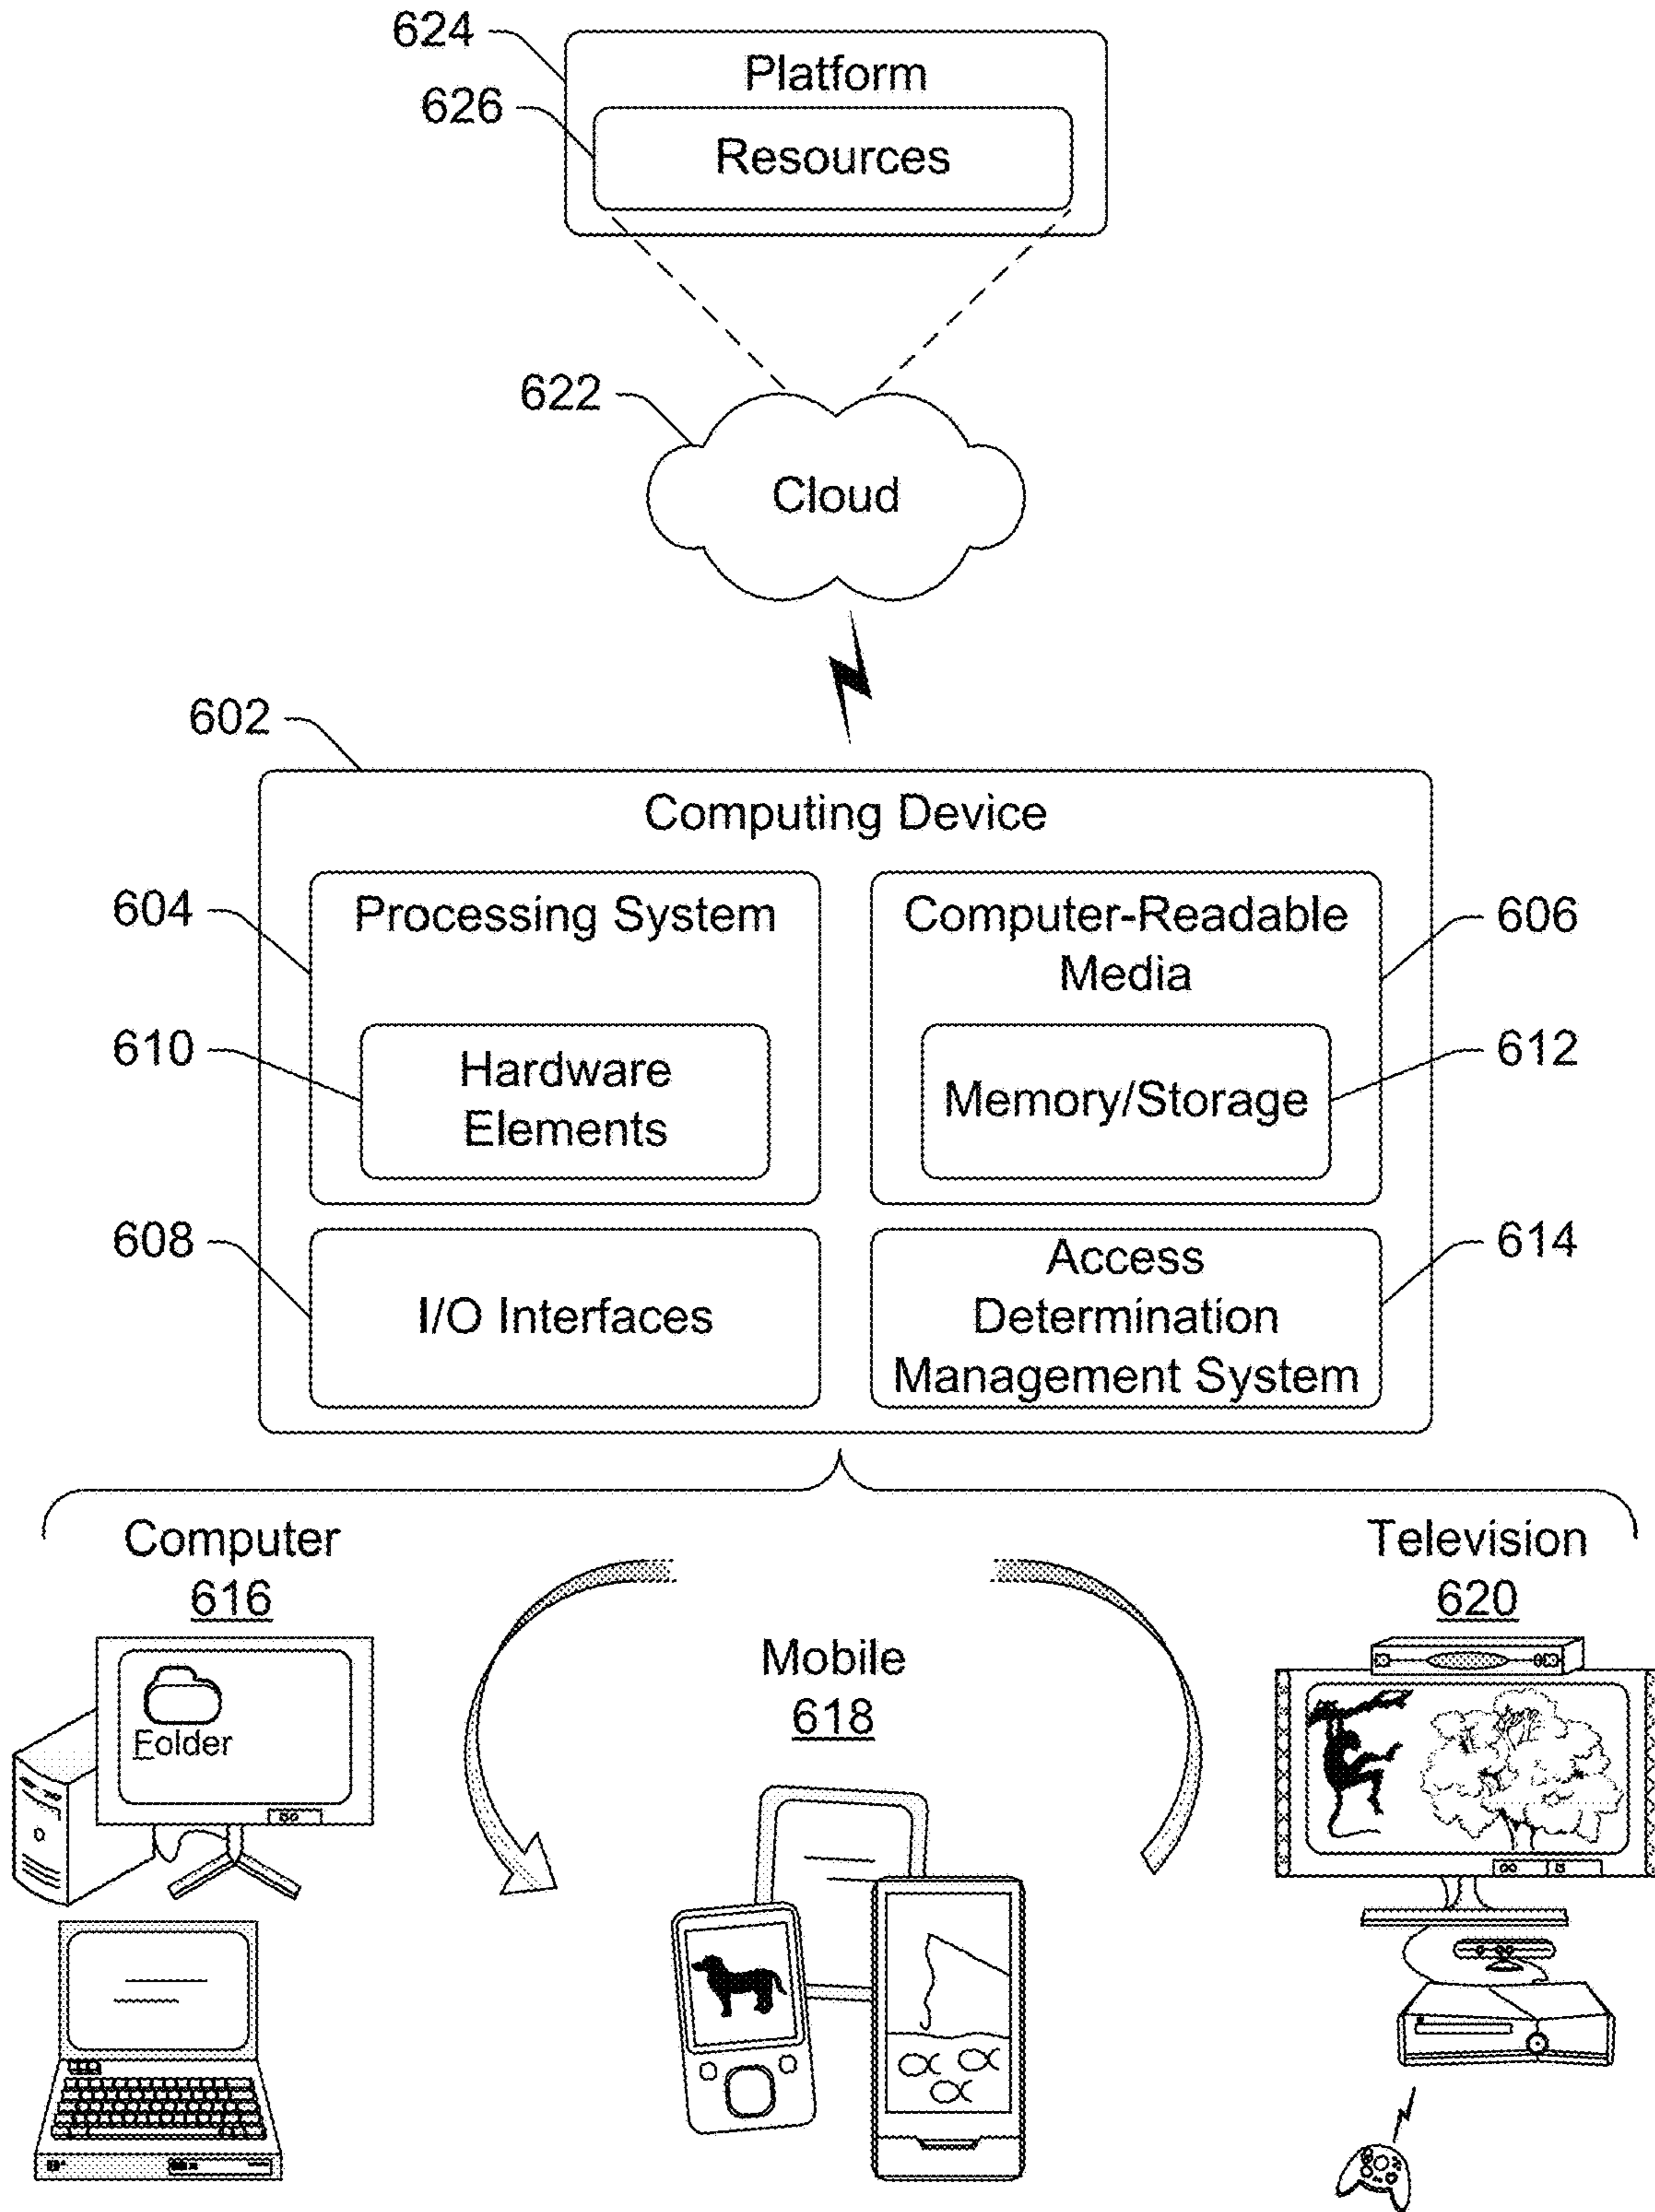 624
Platform
626
Resources
622
Cloud
602
Computing Device
604
Processing System
Computer-Readable
Media
606
610
Hardware
Elements
Memory/Storage
612
608
I/O Interfaces
Access
Determination
Management System
614
Computer
616
Television
620
Mobile
618
Folder